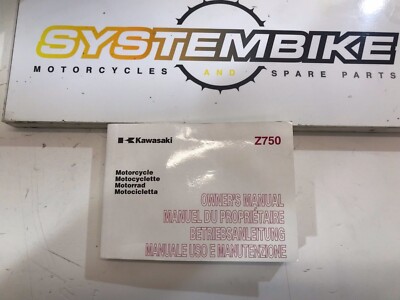 SYSTEMBIKE
MOTORCYCLES AND SPARE PARTS
Kawasaki Z750
Motorcycle
Motocyclette
Motorrad
Motocicletta
OWNER'S MANUAL
MANUEL DU PROPRIÉTAIRE
BETRIEBSANLEITUNG
MANUALE USO E MANUTENZIONE